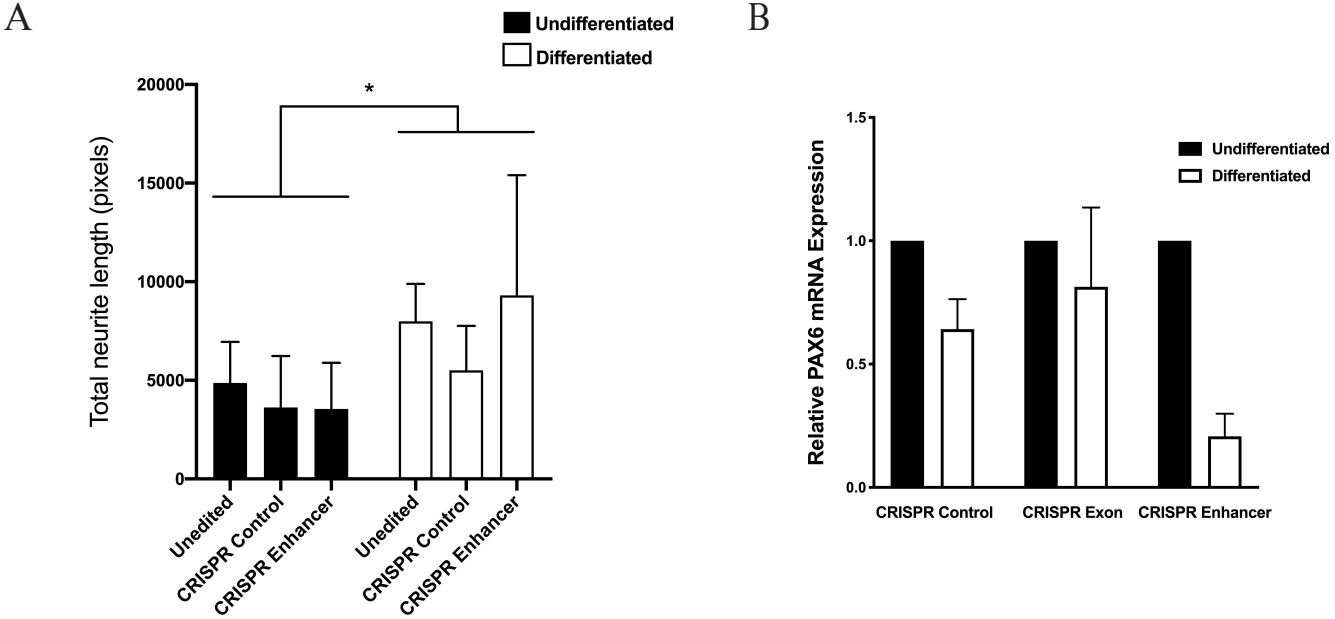 A
Undifferentiated
Differentiated
*
20000
15000
10000
5000
0
Total neurite length (pixels)
Unedited
CRISPR Control
CRISPR Enhancer
Unedited
CRISPR Control
CRISPR Enhancer
B
Undifferentiated
Differentiated
1.5
1.0
0.5
0.0
Relative PAX6 mRNA Expression
CRISPR Control
CRISPR Exon
CRISPR Enhancer